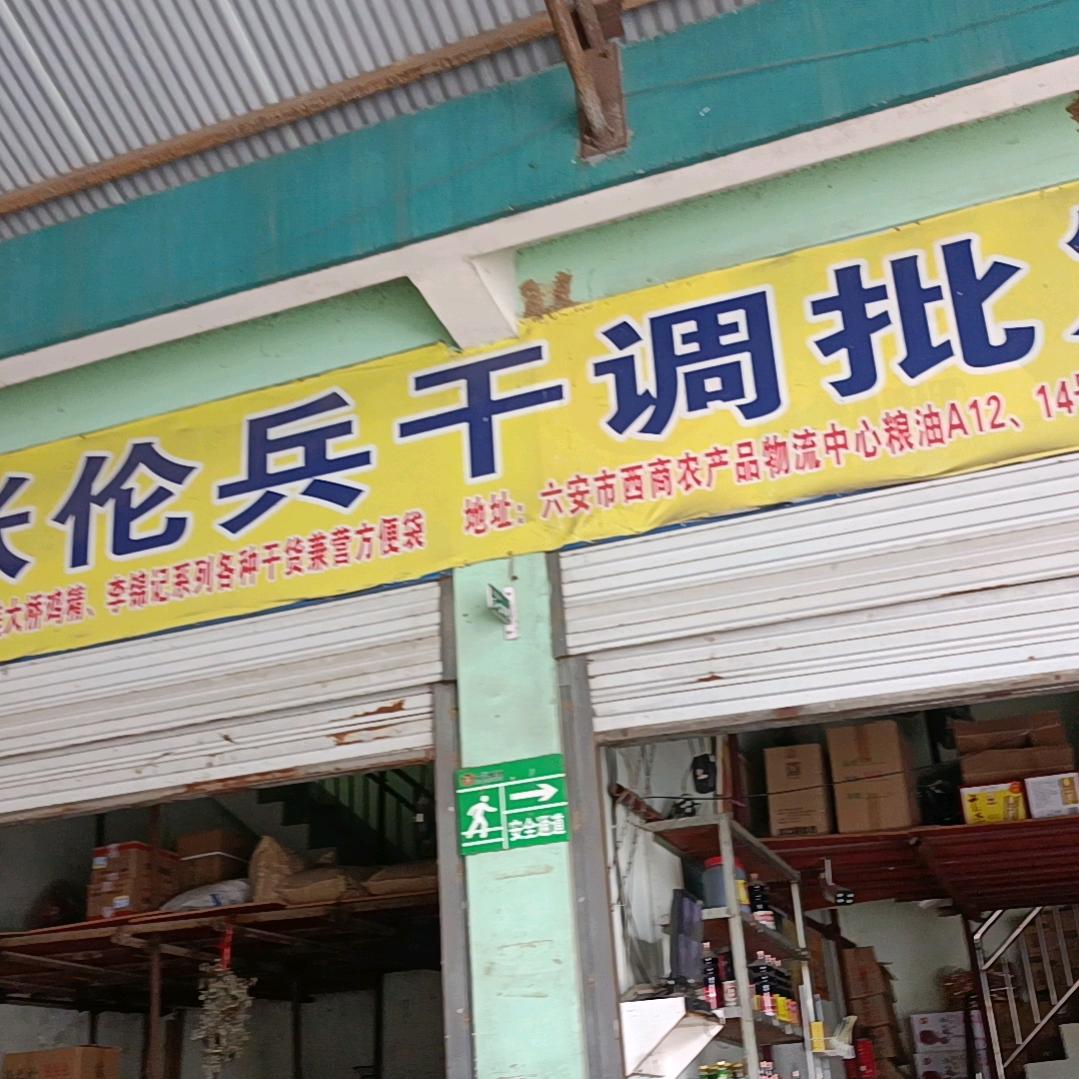 张伦兵干调批
大桥鸡精、李锦记系列各种干货兼营方便袋
地址：六安市西商农产品物流中心粮油A12、14
安全通道